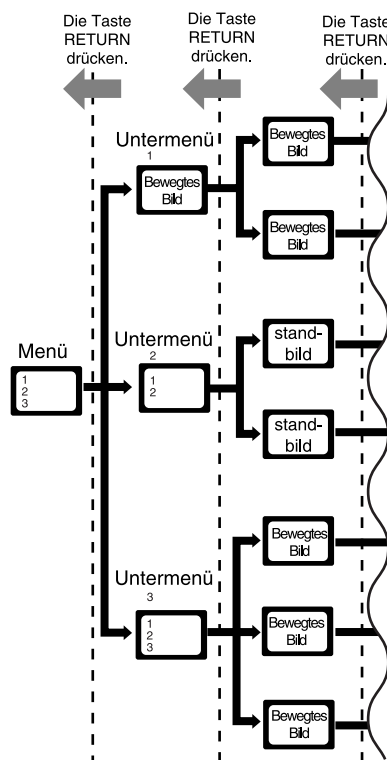 Die Taste
RETURN
drücken.
Die Taste
RETURN
drücken.
Die Taste
RETURN
drücken.
Untermenü
1
Bewegtes
Bild
Bewegtes
Bild
Bewegtes
Bild
Menü
1
2
3
Untermenü
2
1
2
stand-
bild
stand-
bild
Untermenü
3
1
2
3
Bewegtes
Bild
Bewegtes
Bild
Bewegtes
Bild